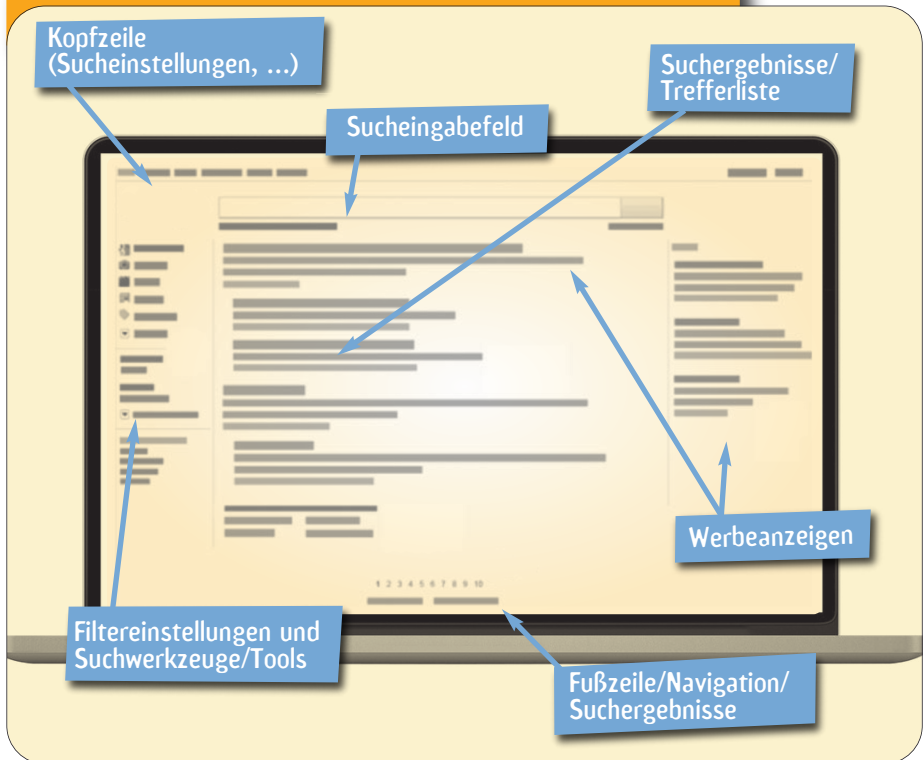 Kopfzeile
(Sucheinstellungen, ...)
Suchergebnisse/
Trefferliste
Sucheingabefeld
Werbeanzeigen
1 2 3 4 5 6 7 8 9 10
Filtereinstellungen und
Suchwerkzeuge/Tools
Fußzeile/Navigation/
Suchergebnisse